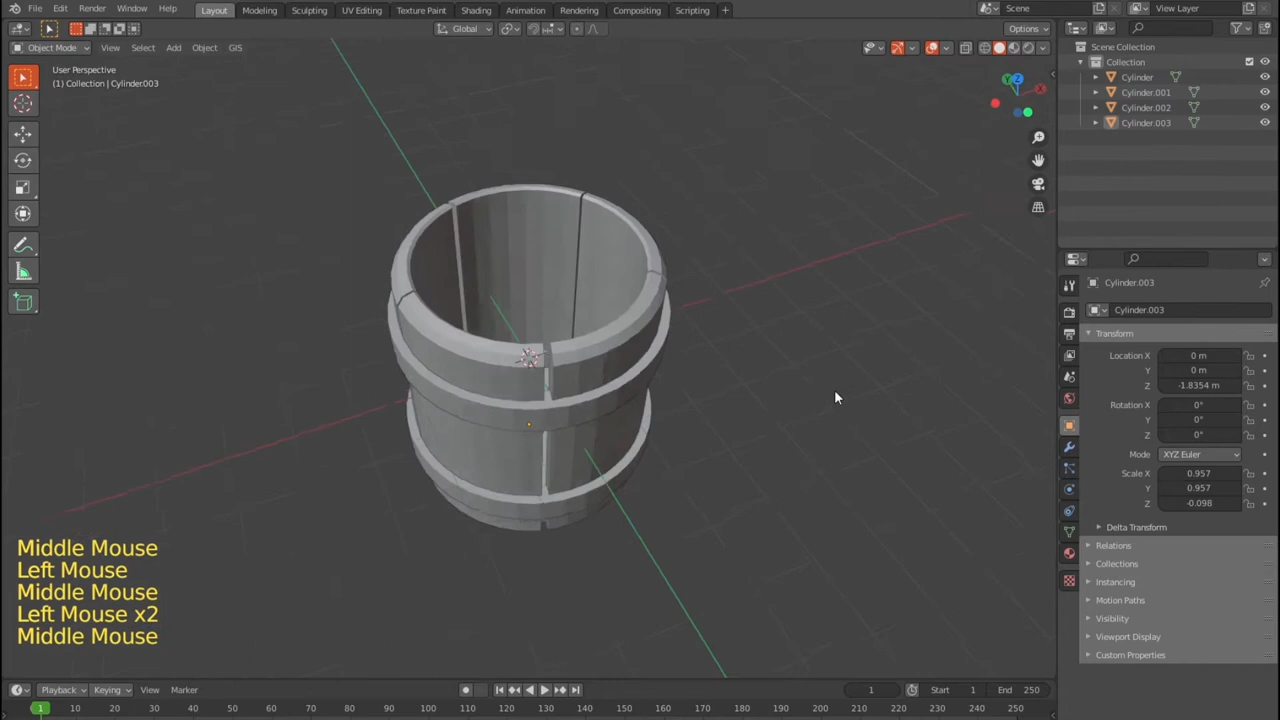 File Edit Render Window Help Layout Modeling Sculpting UV Editing Texture Paint Shading Animation Rendering Compositing Scripting + Scene View Layer
Global Options
Object Mode View Select Add Object GIS
User Perspective
(1) Collection | Cylinder003
Z
Y
X
Middle Mouse
Left Mouse
Middle Mouse
Left Mouse x2
Middle Mouse
Scene Collection
Collection
Cylinder
Cylinder.001
Cylinder.002
Cylinder.003
Cylinder.003
Cylinder.003
Transform
Location X 0 m
Y 0 m
Z -1.8354 m
Rotation X 0°
Y 0°
Z 0°
Mode XYZ Euler
Scale X 0.957
Y 0.957
Z -0.098
Delta Transform
Relations
Collections
Instancing
Motion Paths
Visibility
Viewport Display
Custom Properties
Playback Keying View Marker 1 Start 1 End 250
1 10 20 30 40 50 60 70 80 90 100 110 120 130 140 150 160 170 180 190 200 210 220 230 240 250